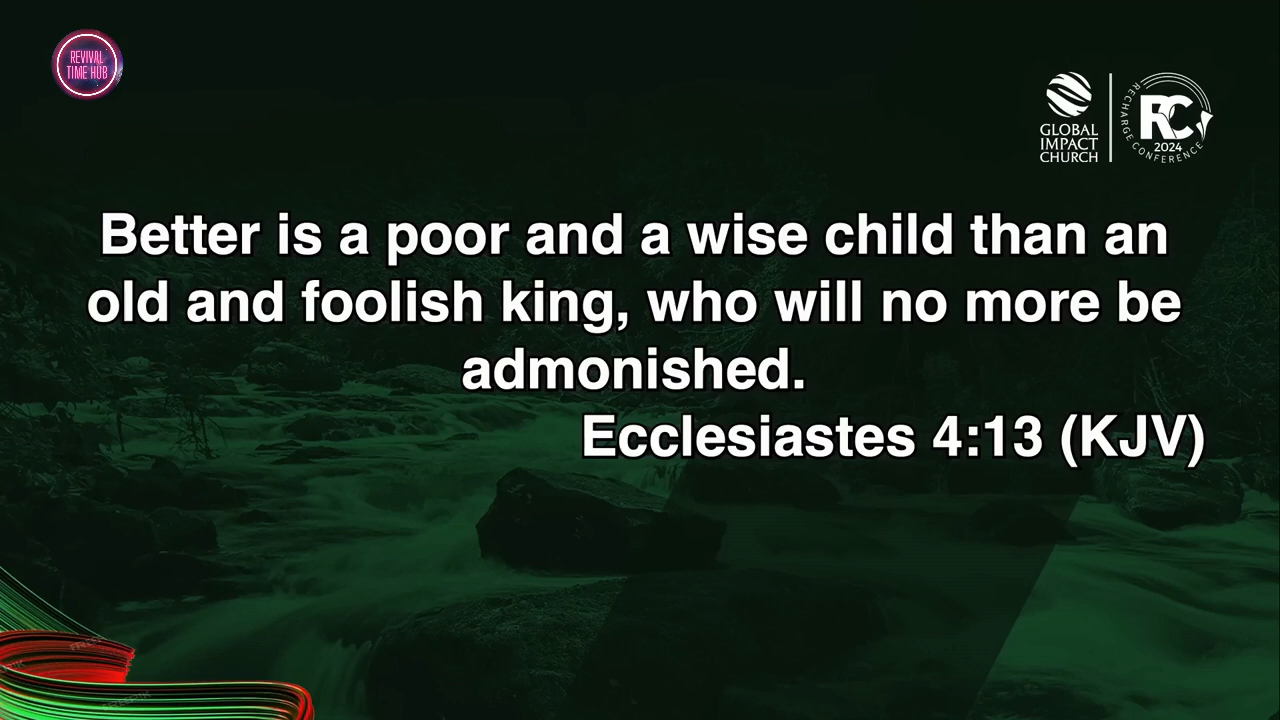 REVIVAL
TIME HUB
GLOBAL
IMPACT
CHURCH
RECHARGE CONFERENCE
RC
2024
Better is a poor and a wise child than an
old and foolish king, who will no more be
admonished.
Ecclesiastes 4:13 (KJV)